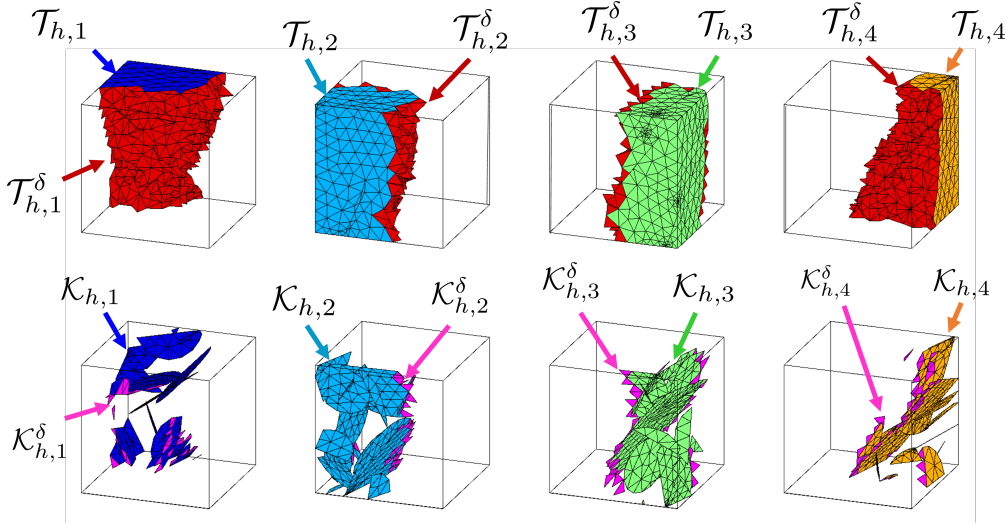 𝒯_{h,1} 𝒯_{h,2} 𝒯^δ_{h,2} 𝒯^δ_{h,3} 𝒯_{h,3} 𝒯^δ_{h,4} 𝒯_{h,4}
𝒯^δ_{h,1}
𝒦_{h,1} 𝒦_{h,2} 𝒦^δ_{h,2} 𝒦^δ_{h,3} 𝒦_{h,3} 𝒦^δ_{h,4} 𝒦_{h,4}
𝒦^δ_{h,1}